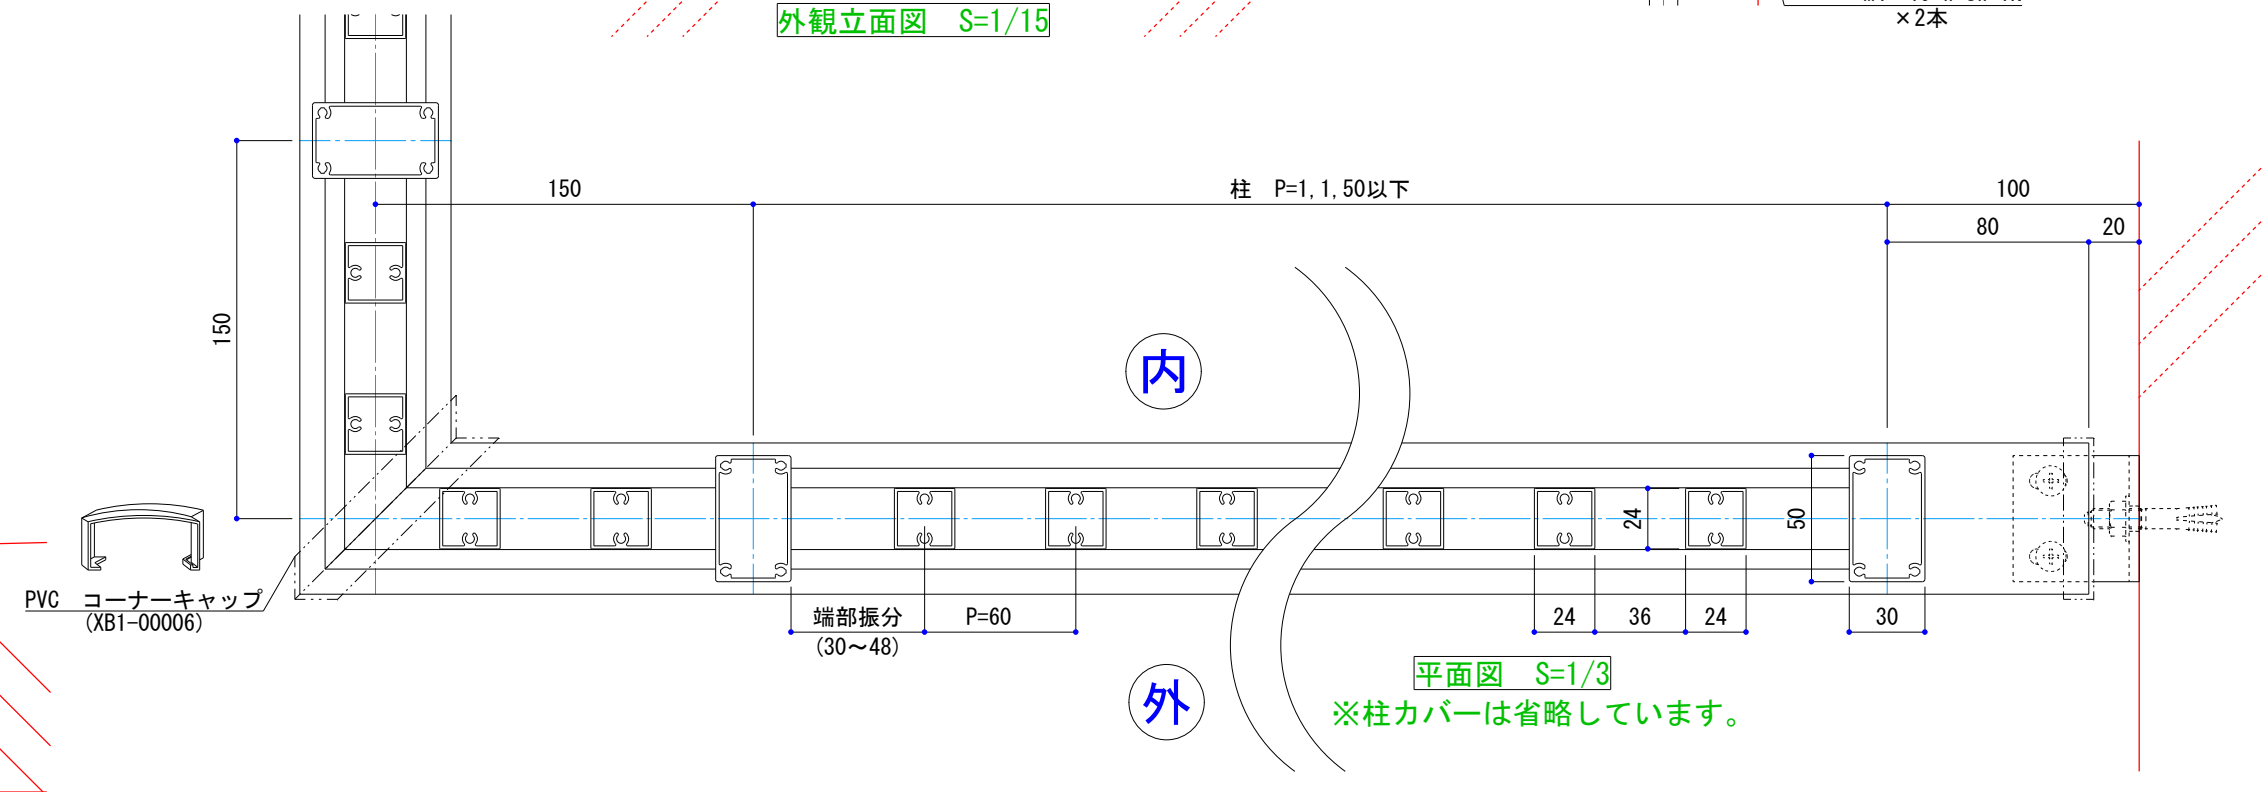 外観立面図 S=1/15
×2本
150
柱 P=1,1,50以下
100
80
20
150
内
24
50
PVC コーナーキャップ
(XB1-00006)
端部振分
(30～48)
P=60
24
36
24
30
外
平面図 S=1/3
※柱カバーは省略しています。